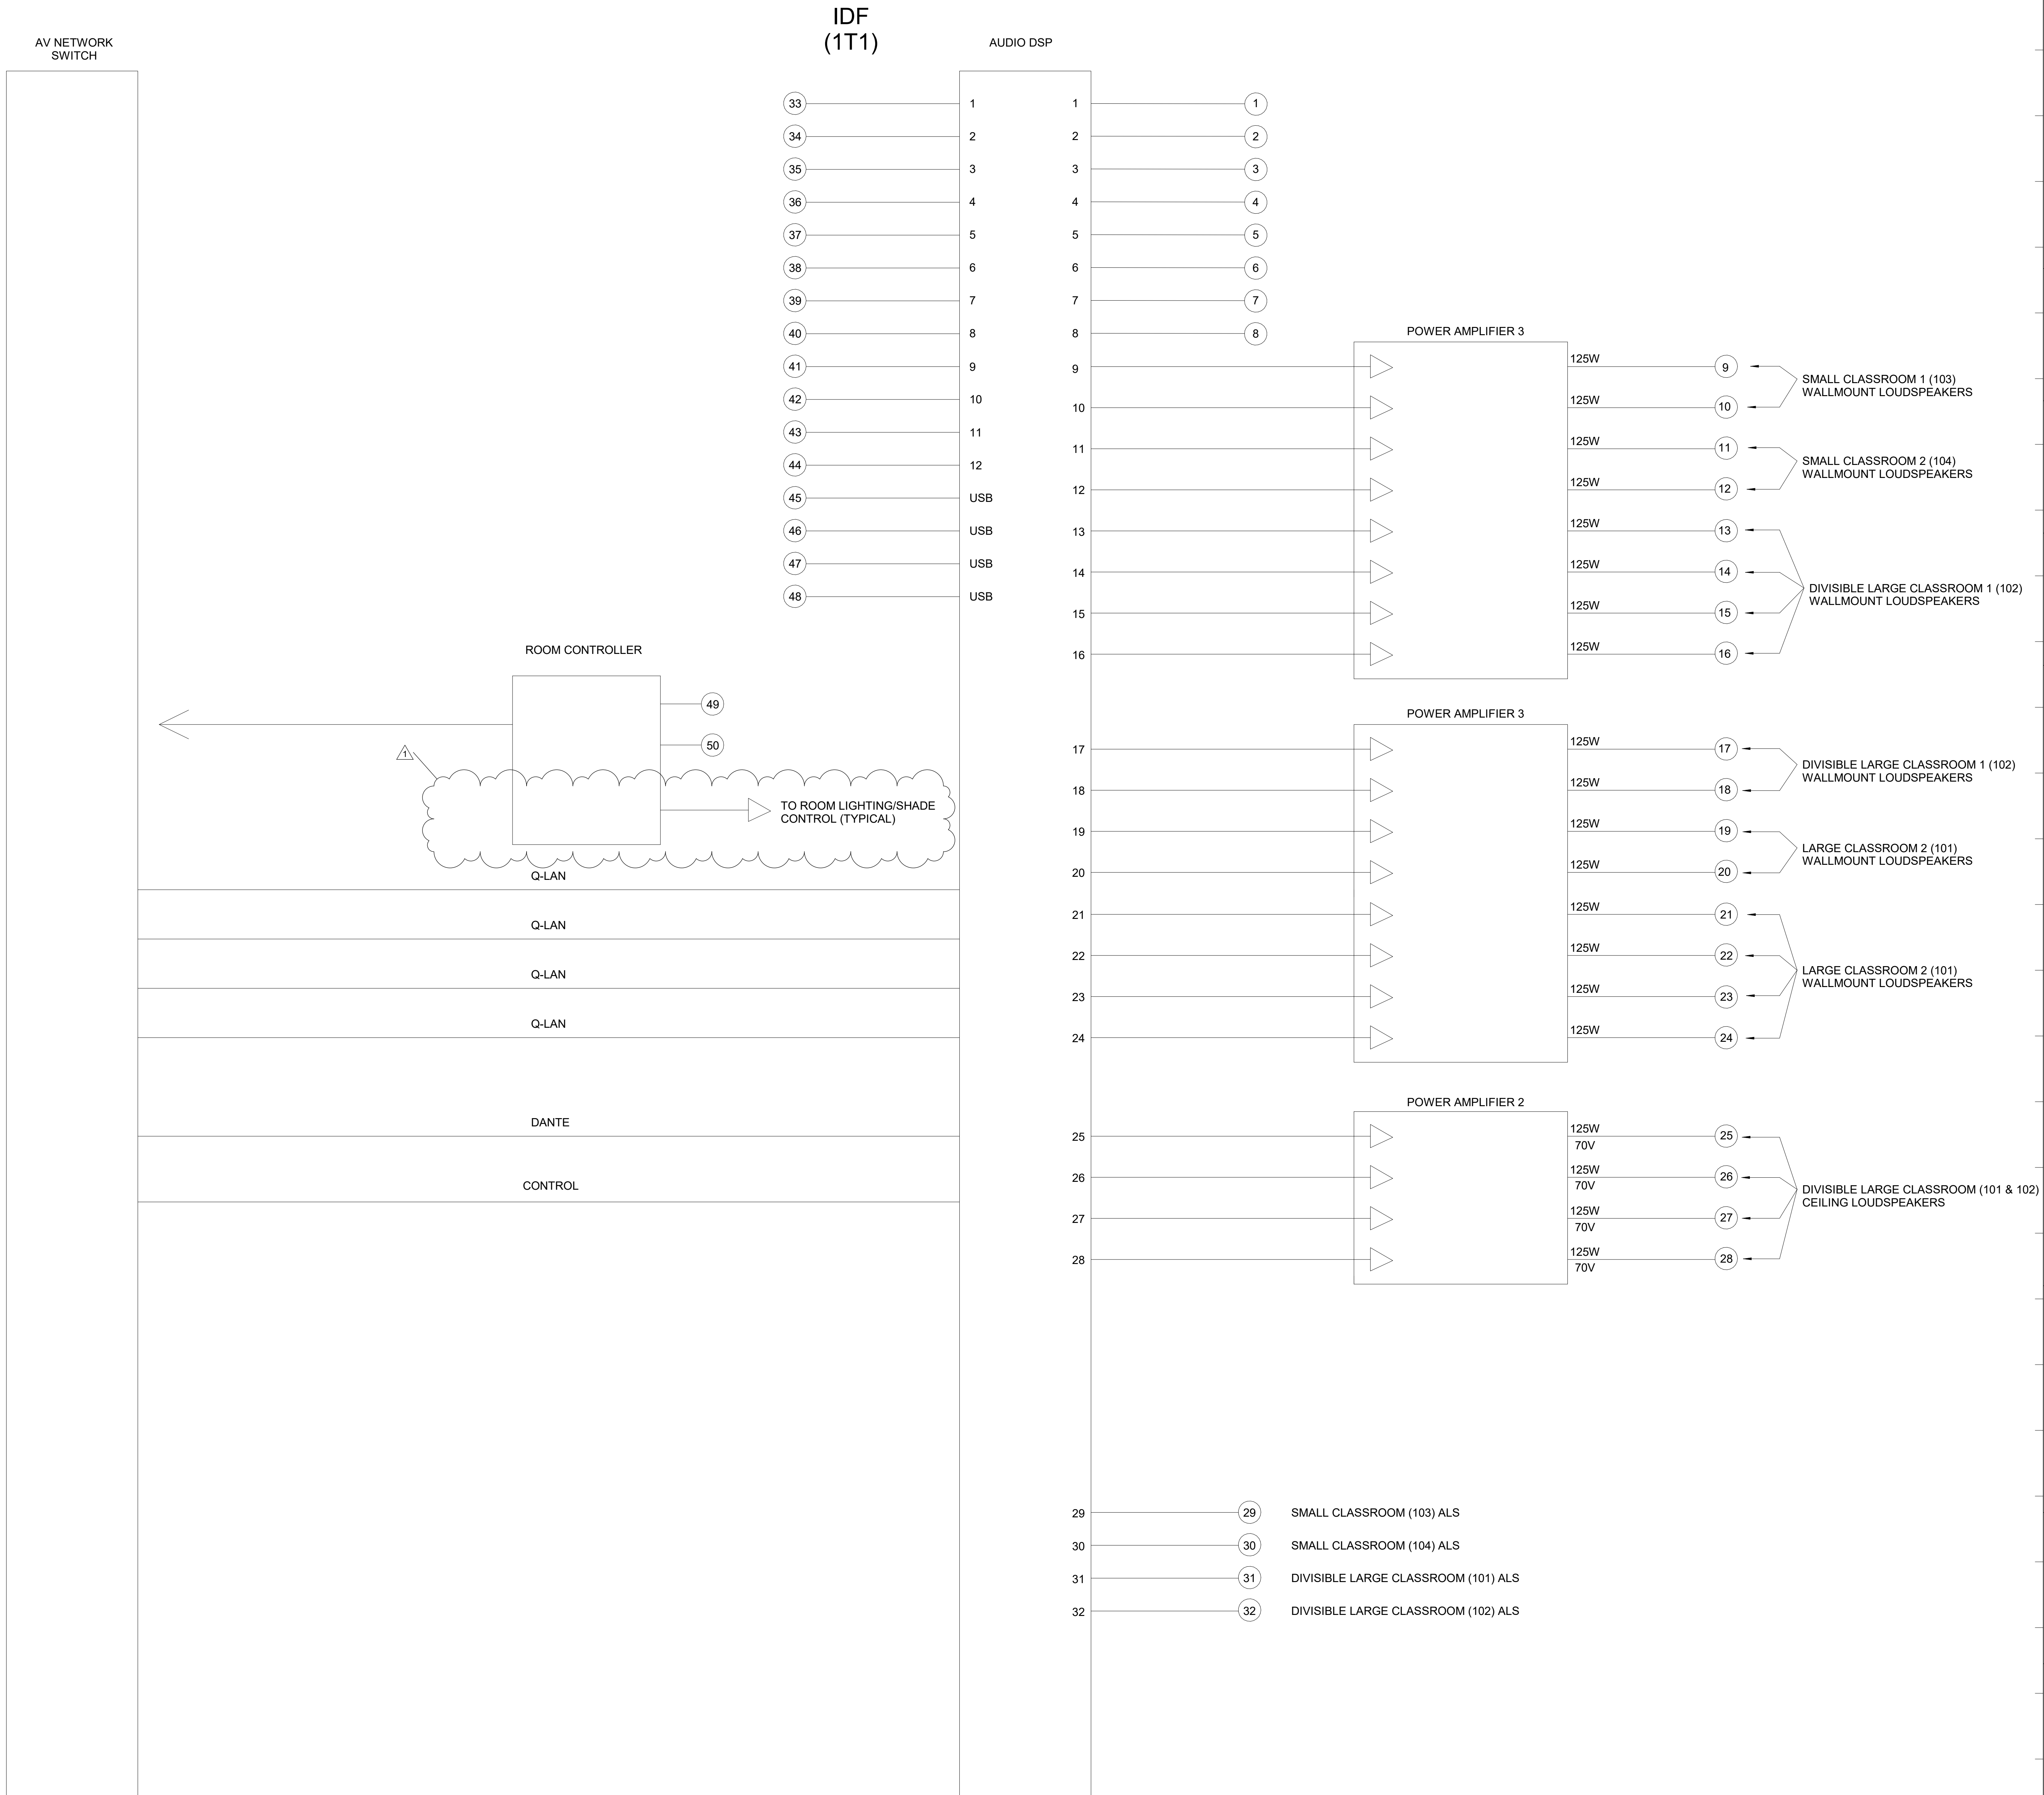 IDF
(1T1)
AV NETWORK
SWITCH
AUDIO DSP
33 1 1 1
34 2 2 2
35 3 3 3
36 4 4 4
37 5 5 5
38 6 6 6
39 7 7 7
40 8 8 8
POWER AMPLIFIER 3
41 9 9 125W 9
SMALL CLASSROOM 1 (103)
WALLMOUNT LOUDSPEAKERS
42 10 10 125W 10
43 11 11 125W 11
SMALL CLASSROOM 2 (104)
WALLMOUNT LOUDSPEAKERS
44 12 12 125W 12
45 USB
46 USB 13 125W 13
47 USB 14 125W 14
DIVISIBLE LARGE CLASSROOM 1 (102)
WALLMOUNT LOUDSPEAKERS
48 USB 15 125W 15
16 125W 16
ROOM CONTROLLER
49
50
1
TO ROOM LIGHTING/SHADE
CONTROL (TYPICAL)
POWER AMPLIFIER 3
17 125W 17
DIVISIBLE LARGE CLASSROOM 1 (102)
WALLMOUNT LOUDSPEAKERS
18 125W 18
19 125W 19
LARGE CLASSROOM 2 (101)
WALLMOUNT LOUDSPEAKERS
20 125W 20
21 125W 21
22 125W 22
LARGE CLASSROOM 2 (101)
WALLMOUNT LOUDSPEAKERS
23 125W 23
24 125W 24
Q-LAN
Q-LAN
Q-LAN
Q-LAN
DANTE
CONTROL
POWER AMPLIFIER 2
25 125W 25
70V
26 125W 26
70V
DIVISIBLE LARGE CLASSROOM (101 & 102)
CEILING LOUDSPEAKERS
27 125W 27
70V
28 125W 28
70V
29 29 SMALL CLASSROOM (103) ALS
30 30 SMALL CLASSROOM (104) ALS
31 31 DIVISIBLE LARGE CLASSROOM (101) ALS
32 32 DIVISIBLE LARGE CLASSROOM (102) ALS